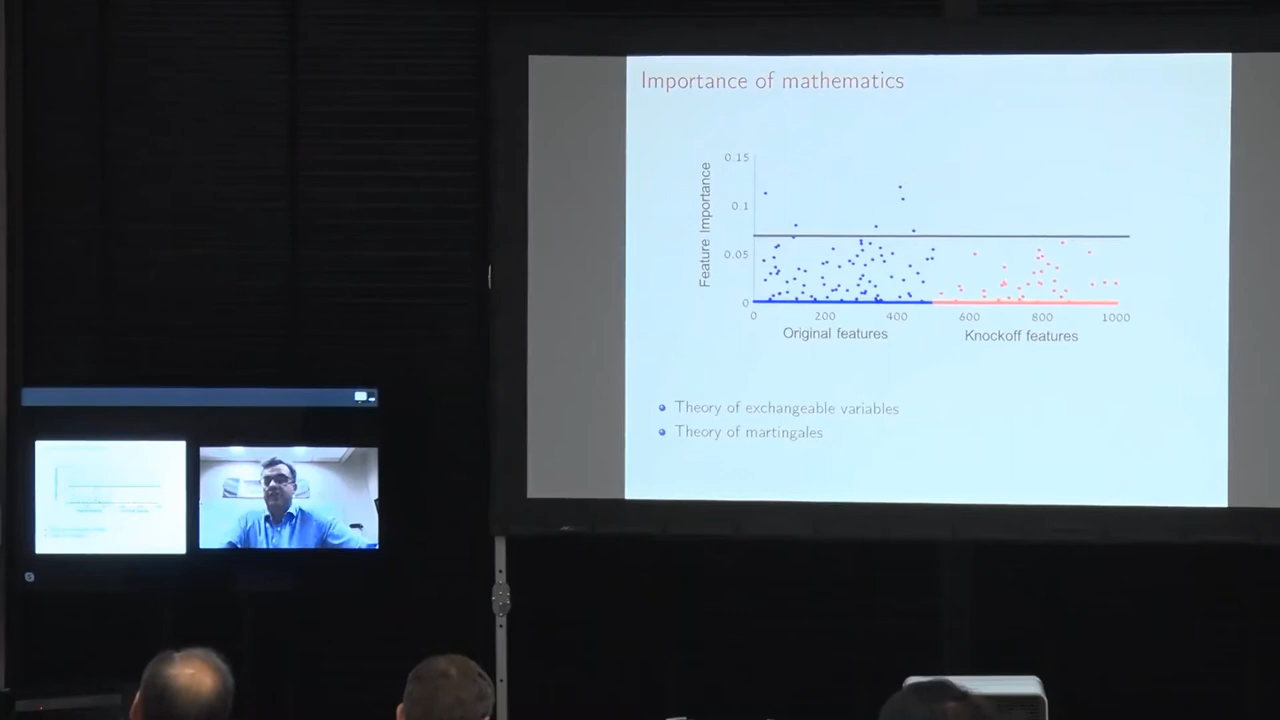 Importance of mathematics
0.15
0.1
0.05
0
Feature Importance
0 200 400 600 800 1000
Original features Knockoff features
Theory of exchangeable variables
Theory of martingales